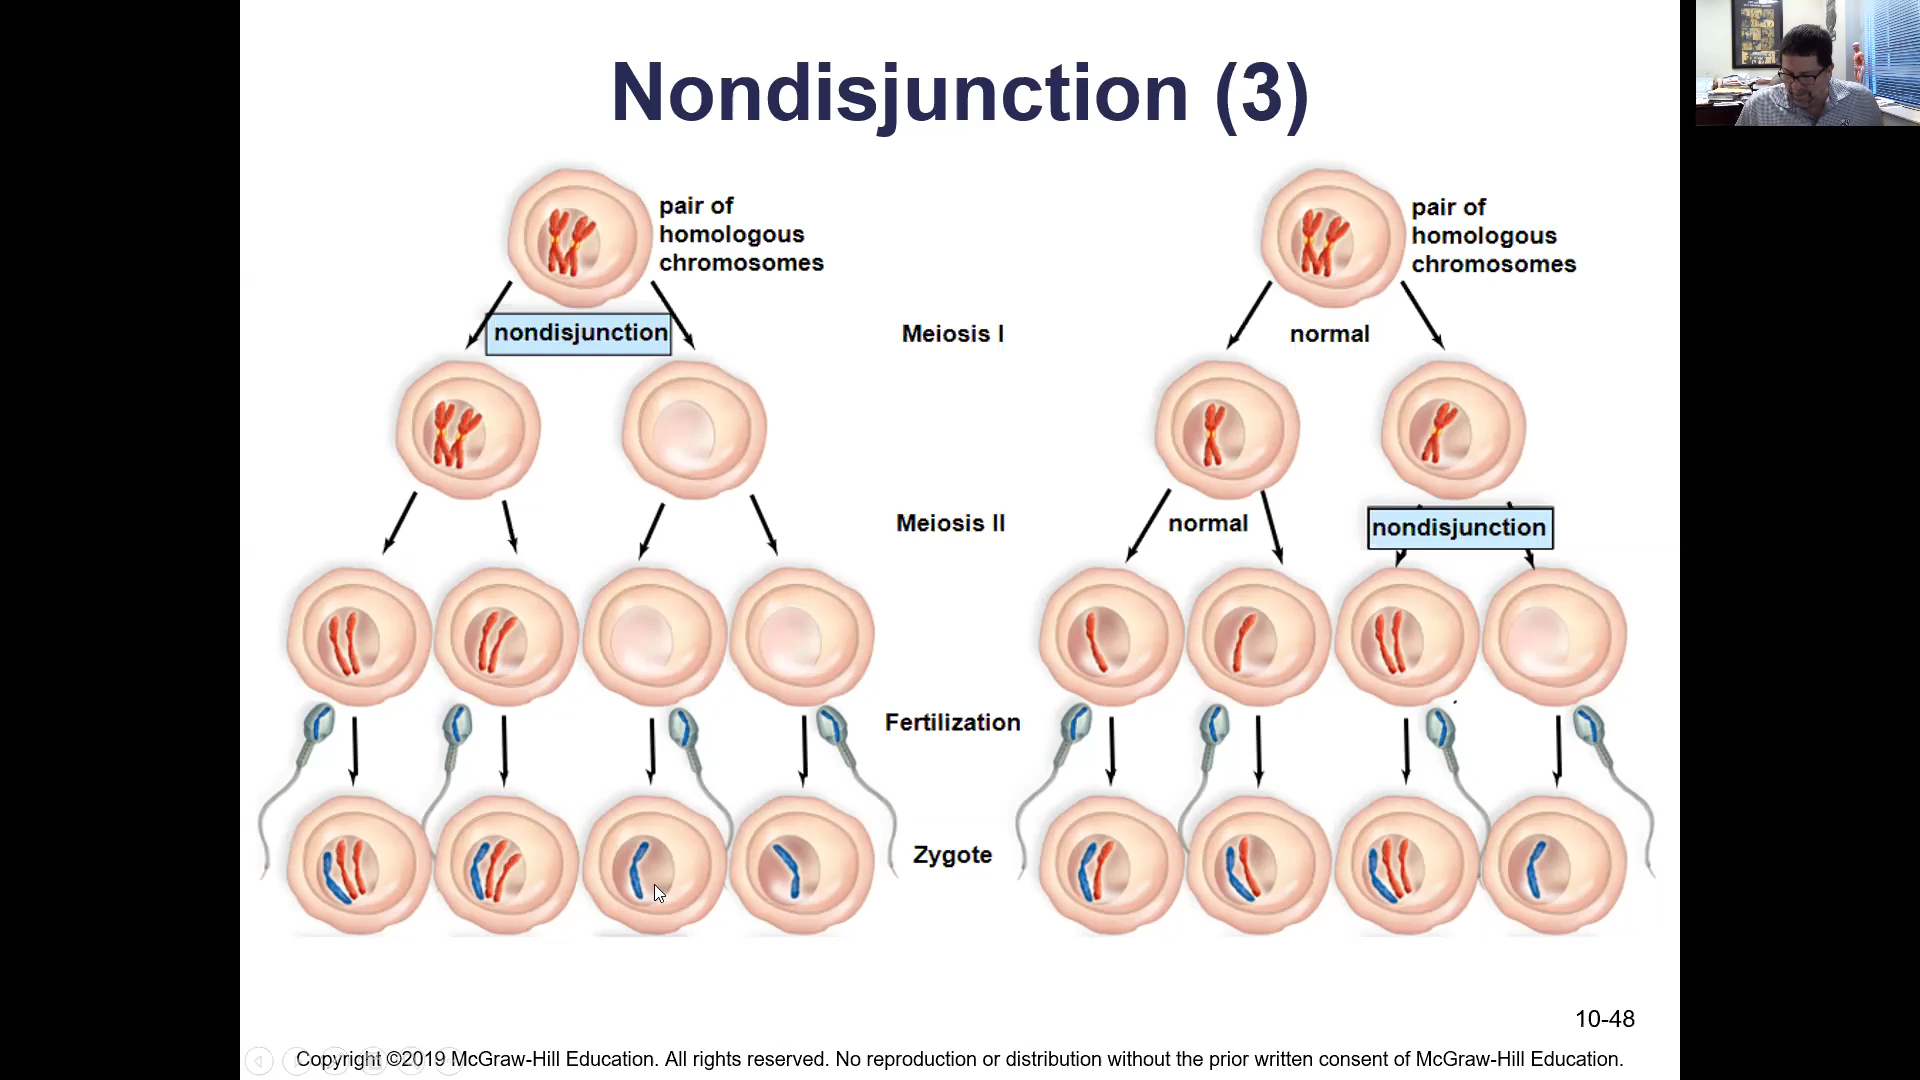 Nondisjunction (3)
pair of
homologous
chromosomes
nondisjunction
Meiosis I
pair of
homologous
chromosomes
normal
Meiosis II
normal
nondisjunction
Fertilization
Zygote
10-48
Copyright ©2019 McGraw-Hill Education. All rights reserved. No reproduction or distribution without the prior written consent of McGraw-Hill Education.